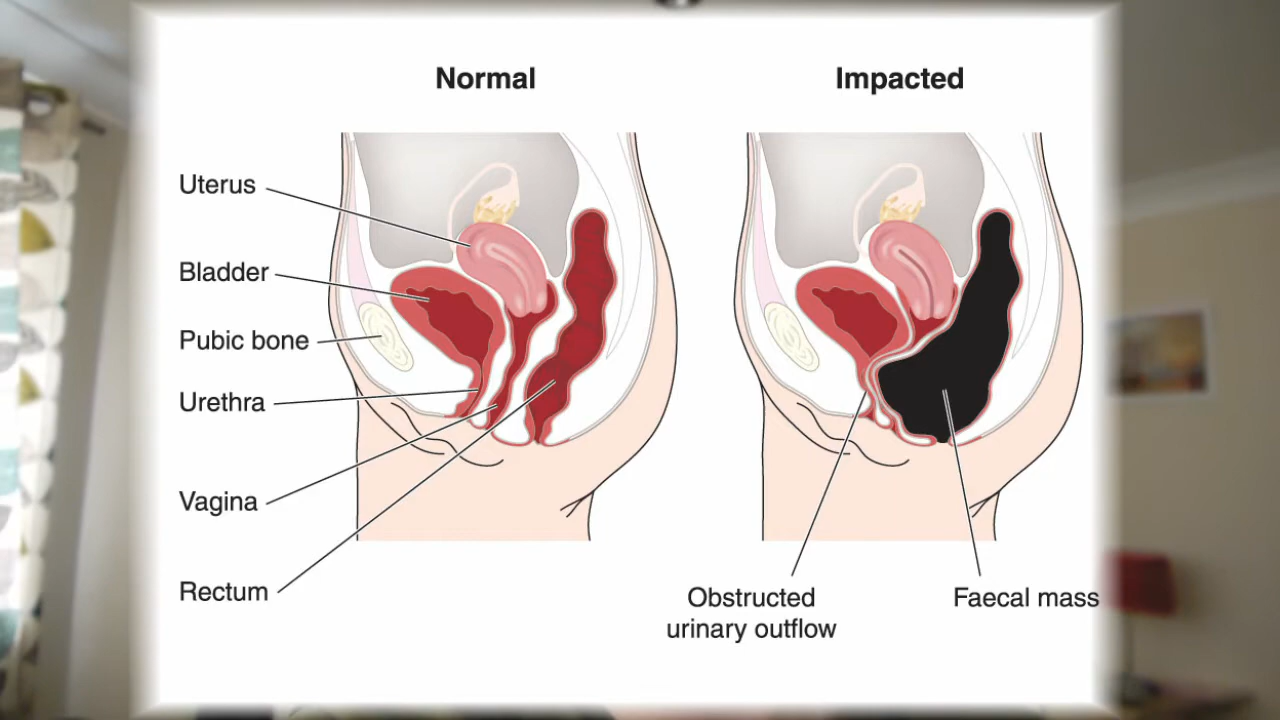 Normal
Impacted
Uterus
Bladder
Pubic bone
Urethra
Vagina
Rectum
Obstructed
urinary outflow
Faecal mass